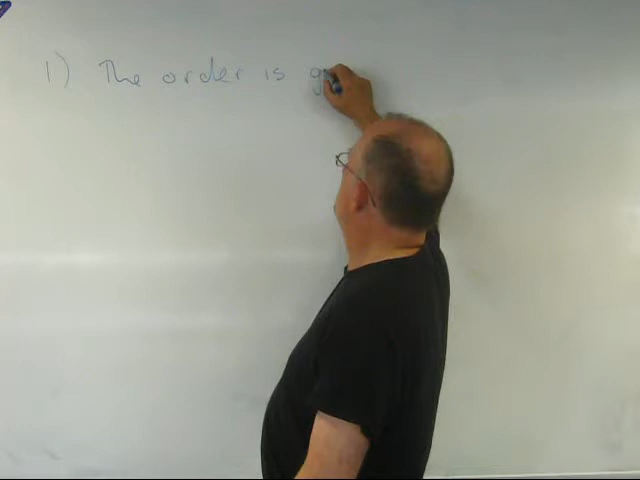 1) The order is g